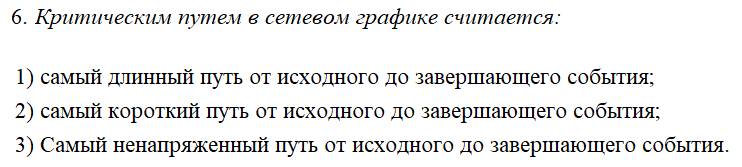 6. Критическим путем в сетевом графике считается:
1) самый длинный путь от исходного до завершающего события;
2) самый короткий путь от исходного до завершающего события;
3) Самый ненапряженный путь от исходного до завершающего события.